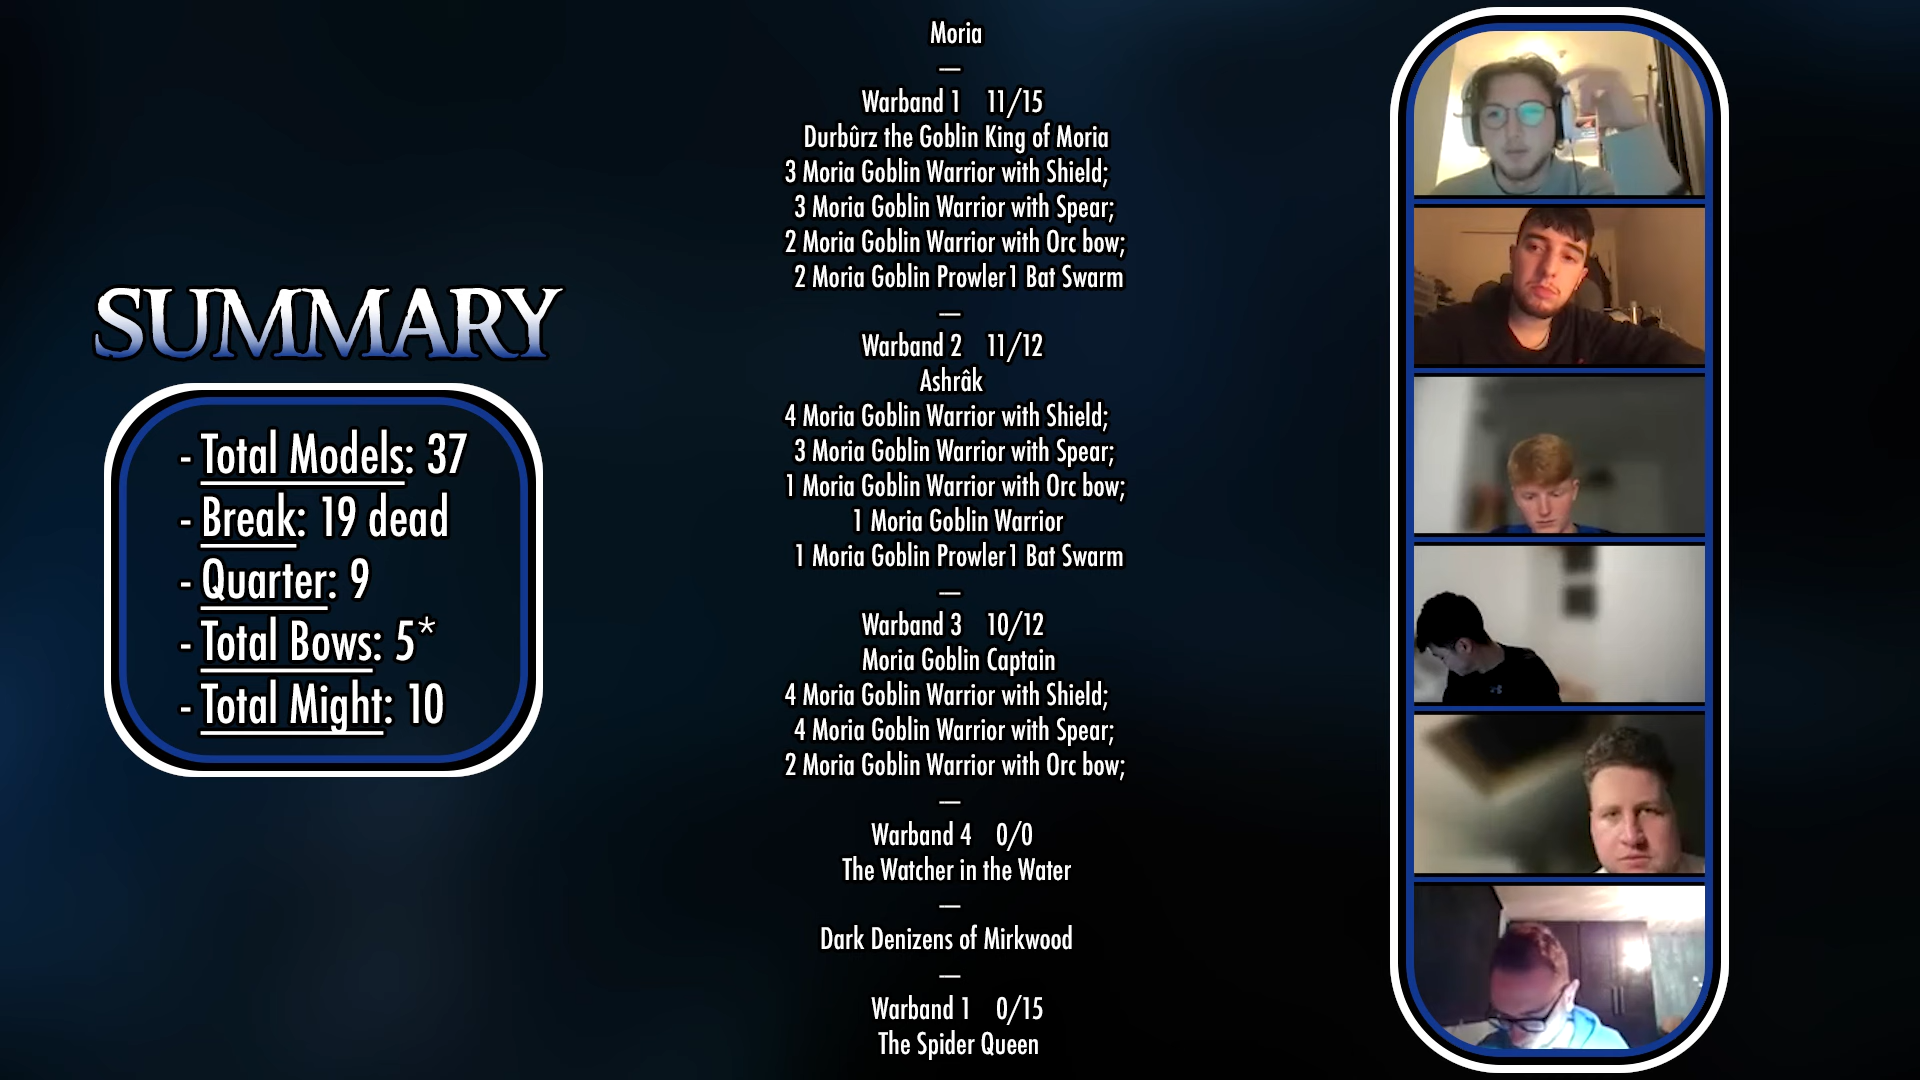 SUMMARY
- Total Models: 37
- Break: 19 dead
- Quarter: 9
- Total Bows: 5*
- Total Might: 10
Moria
—
Warband 1 11/15
Durbûrz the Goblin King of Moria
3 Moria Goblin Warrior with Shield;
3 Moria Goblin Warrior with Spear;
2 Moria Goblin Warrior with Orc bow;
2 Moria Goblin Prowler1 Bat Swarm
—
Warband 2 11/12
Ashrâk
4 Moria Goblin Warrior with Shield;
3 Moria Goblin Warrior with Spear;
1 Moria Goblin Warrior with Orc bow;
1 Moria Goblin Warrior
1 Moria Goblin Prowler1 Bat Swarm
—
Warband 3 10/12
Moria Goblin Captain
4 Moria Goblin Warrior with Shield;
4 Moria Goblin Warrior with Spear;
2 Moria Goblin Warrior with Orc bow;
—
Warband 4 0/0
The Watcher in the Water
—
Dark Denizens of Mirkwood
—
Warband 1 0/15
The Spider Queen